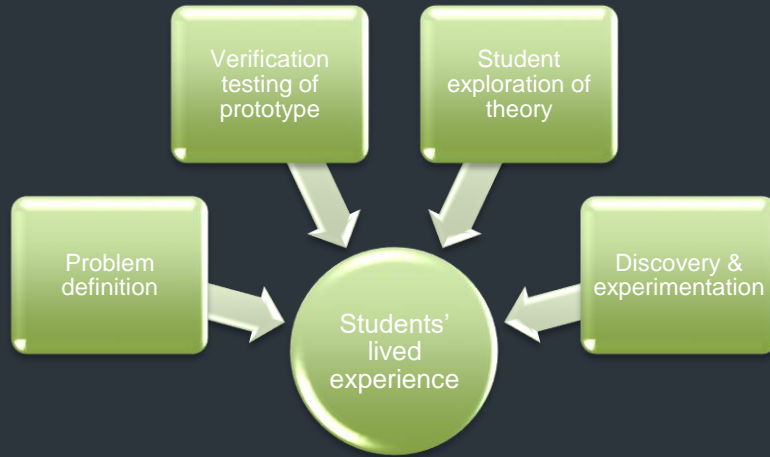 Problem
definition
Verification
testing of
prototype
Student
exploration of
theory
Discovery &
experimentation
Students’
lived
experience